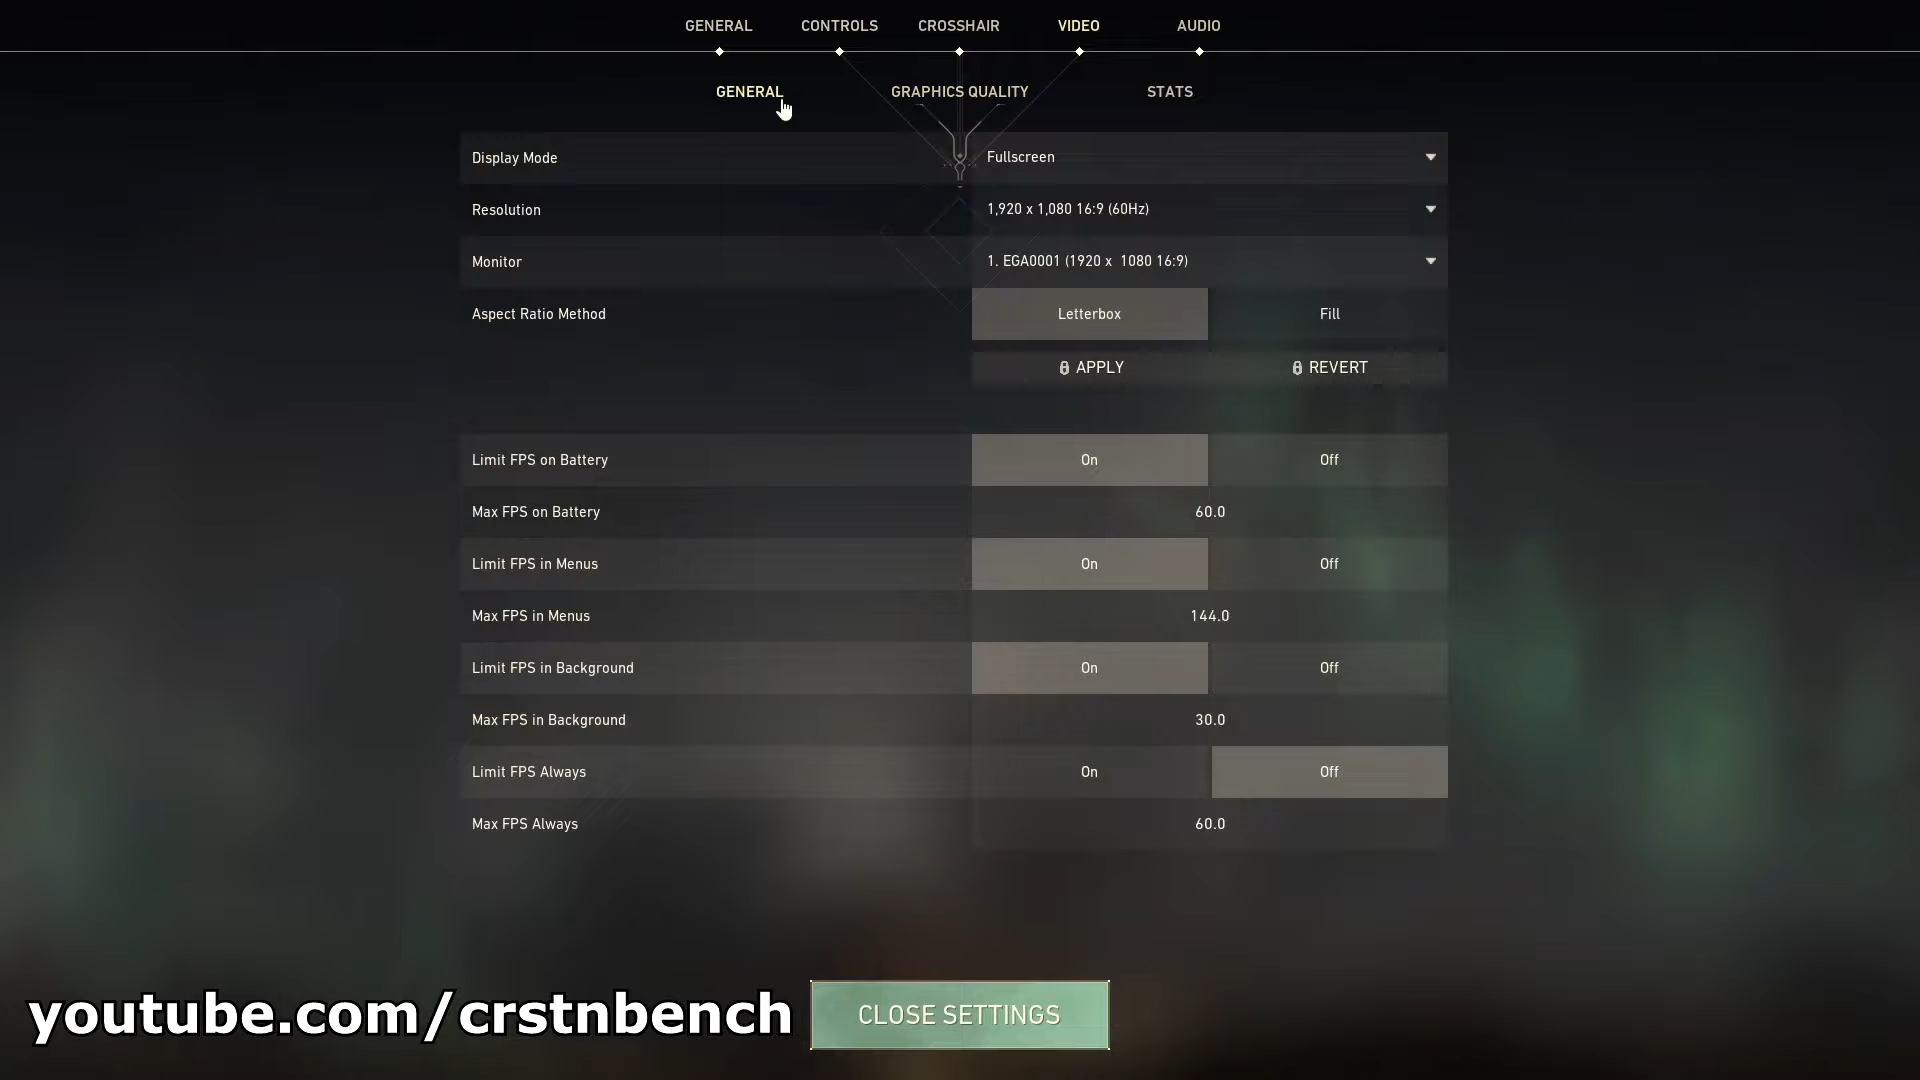 GENERAL CONTROLS CROSSHAIR VIDEO AUDIO
GENERAL GRAPHICS QUALITY STATS
Display Mode Fullscreen
Resolution 1,920 x 1,080 16:9 (60Hz)
Monitor 1. EGA0001 (1920 x 1080 16:9)
Aspect Ratio Method Letterbox Fill
APPLY REVERT
Limit FPS on Battery On Off
Max FPS on Battery 60.0
Limit FPS in Menus On Off
Max FPS in Menus 144.0
Limit FPS in Background On Off
Max FPS in Background 30.0
Limit FPS Always On Off
Max FPS Always 60.0
youtube.com/crstnbench CLOSE SETTINGS